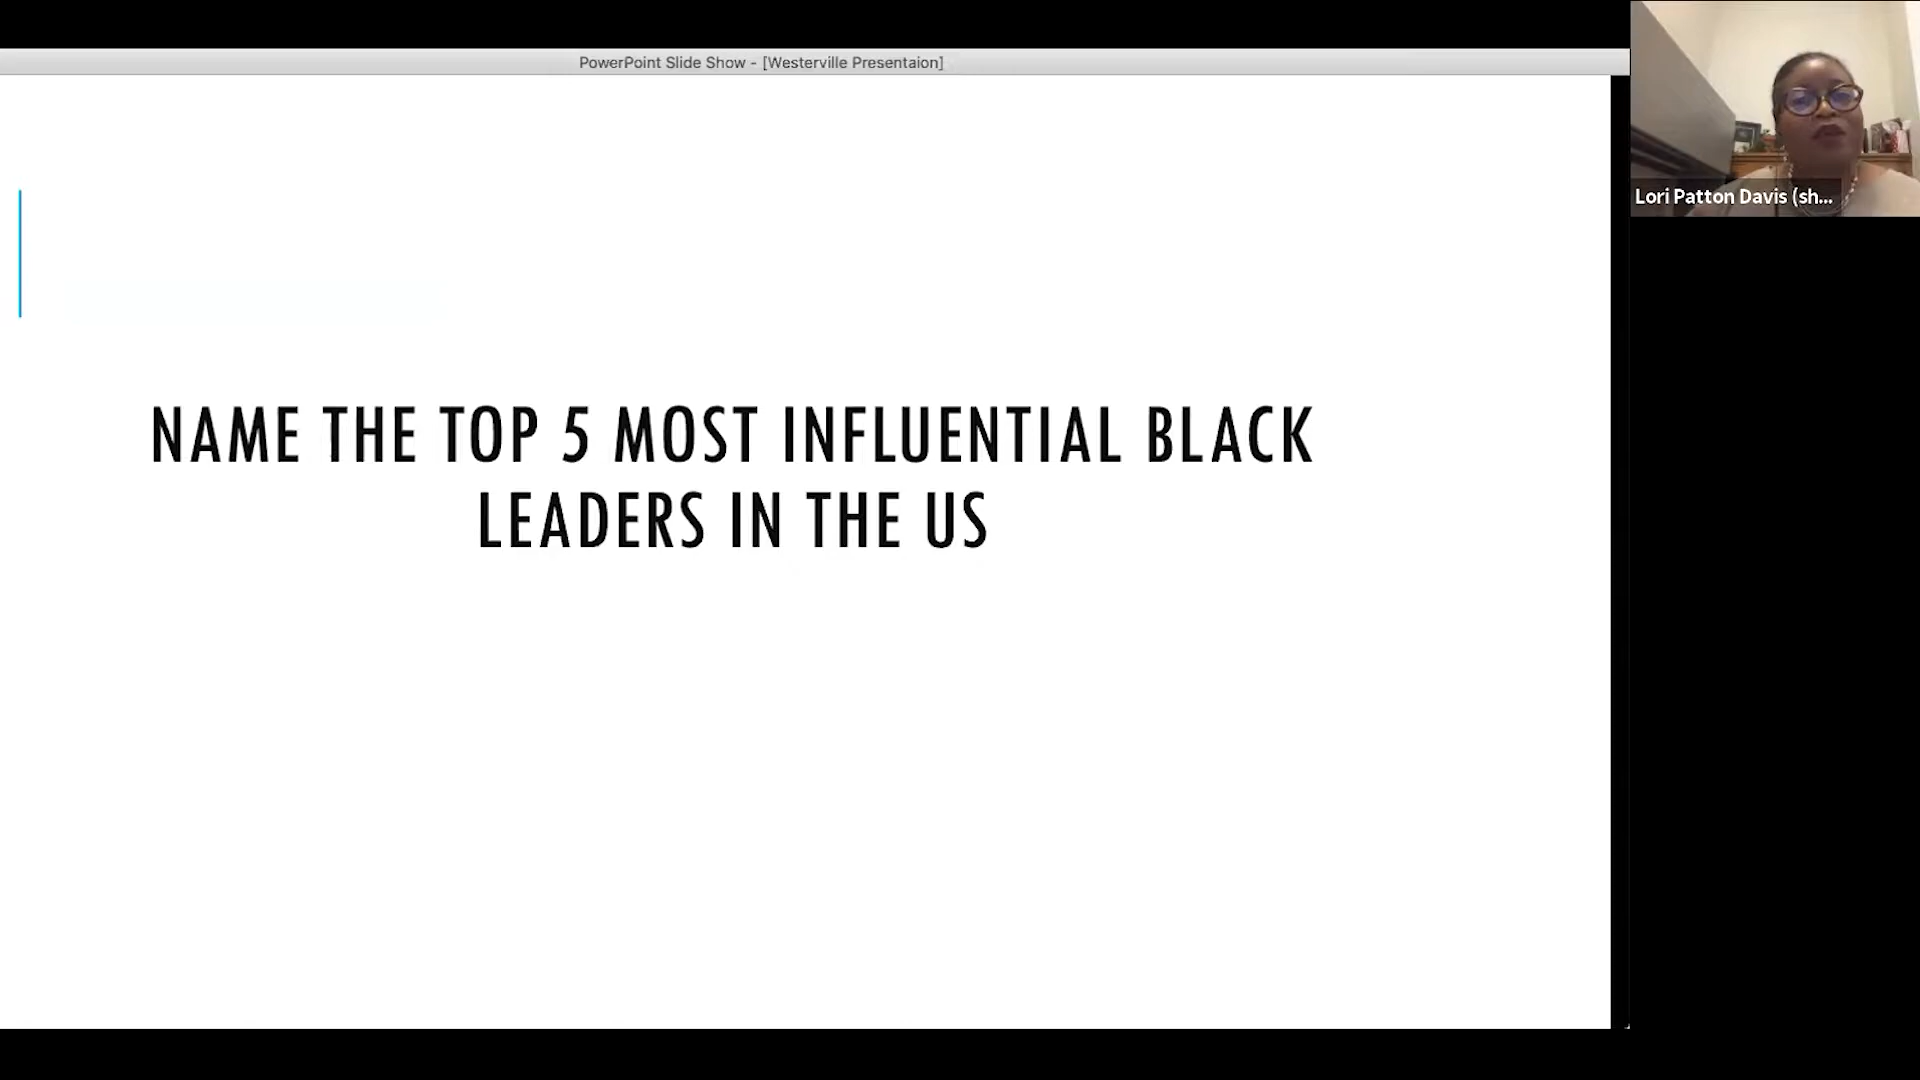 PowerPoint Slide Show - [Westerville Presentaion]
Lori Patton Davis (sh...
NAME THE TOP 5 MOST INFLUENTIAL BLACK
LEADERS IN THE US